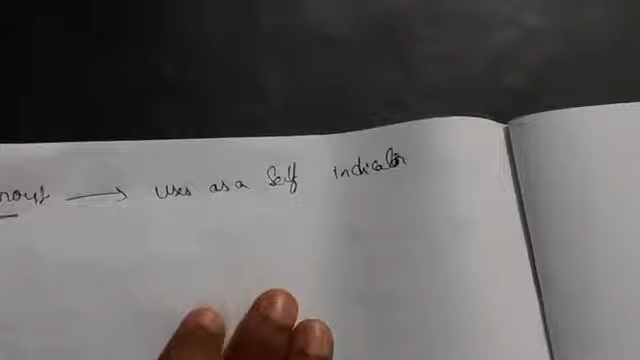 → uses as a Self indicator